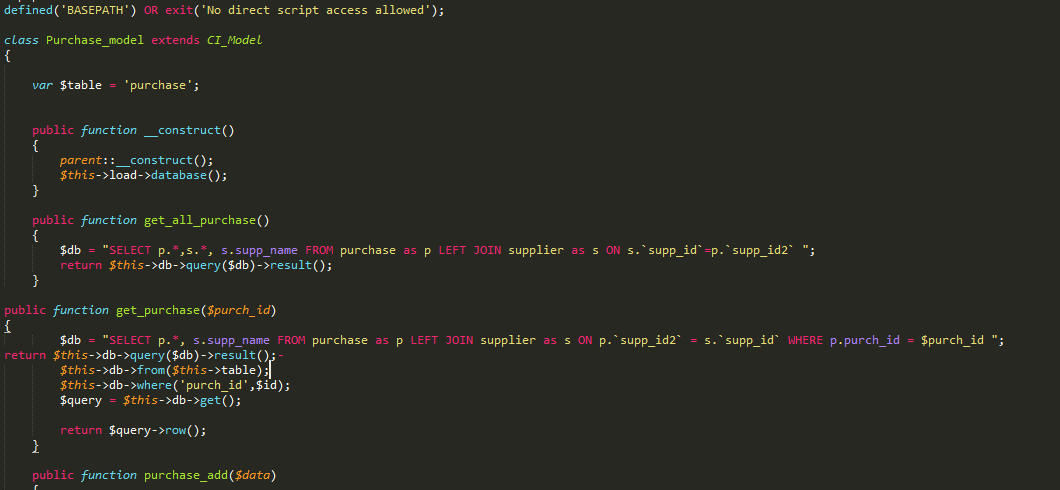 defined('BASEPATH') OR exit('No direct script access allowed');
class Purchase_model extends CI_Model
{
var $table = 'purchase';
public function __construct()
{
parent::__construct();
$this->load->database();
}
public function get_all_purchase()
{
$db = "SELECT p.*,s.*, s.supp_name FROM purchase as p LEFT JOIN supplier as s ON s.`supp_id`=p.`supp_id2` ";
return $this->db->query($db)->result();
}
public function get_purchase($purch_id)
{
$db = "SELECT p.*, s.supp_name FROM purchase as p LEFT JOIN supplier as s ON p.`supp_id2` = s.`supp_id` WHERE p.purch_id = $purch_id ";
return $this->db->query($db)->result();-
$this->db->from($this->table);
$this->db->where('purch_id',$id);
$query = $this->db->get();
return $query->row();
}
public function purchase_add($data)
{